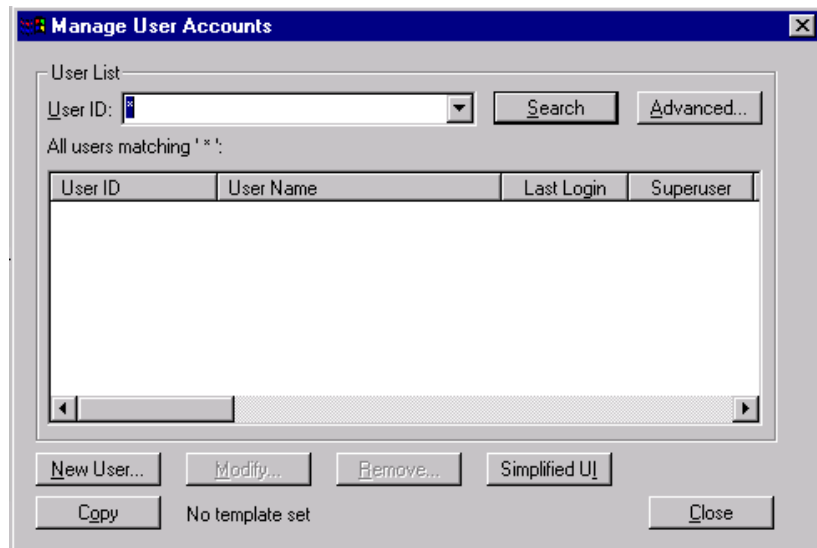 Manage User Accounts
User List
User ID: * Search Advanced...
All users matching ' * ':
User ID User Name Last Login Superuser
New User... Modify... Remove... Simplified UI
Copy No template set Close